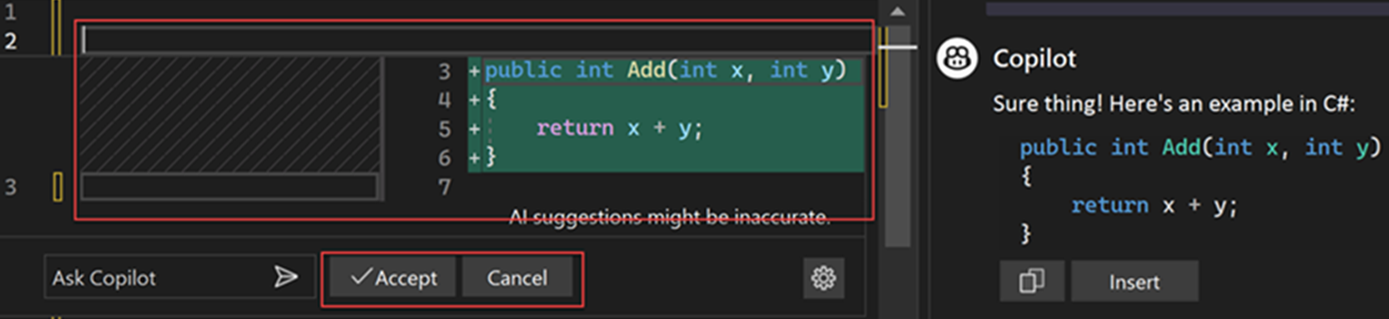 1
2
3 +public int Add(int x, int y)
4 +{
5 +    return x + y;
6 +}
3
7
AI suggestions might be inaccurate.
Ask Copilot
✓Accept
Cancel
Copilot
Sure thing! Here's an example in C#:
public int Add(int x, int y)
{
    return x + y;
}
Insert